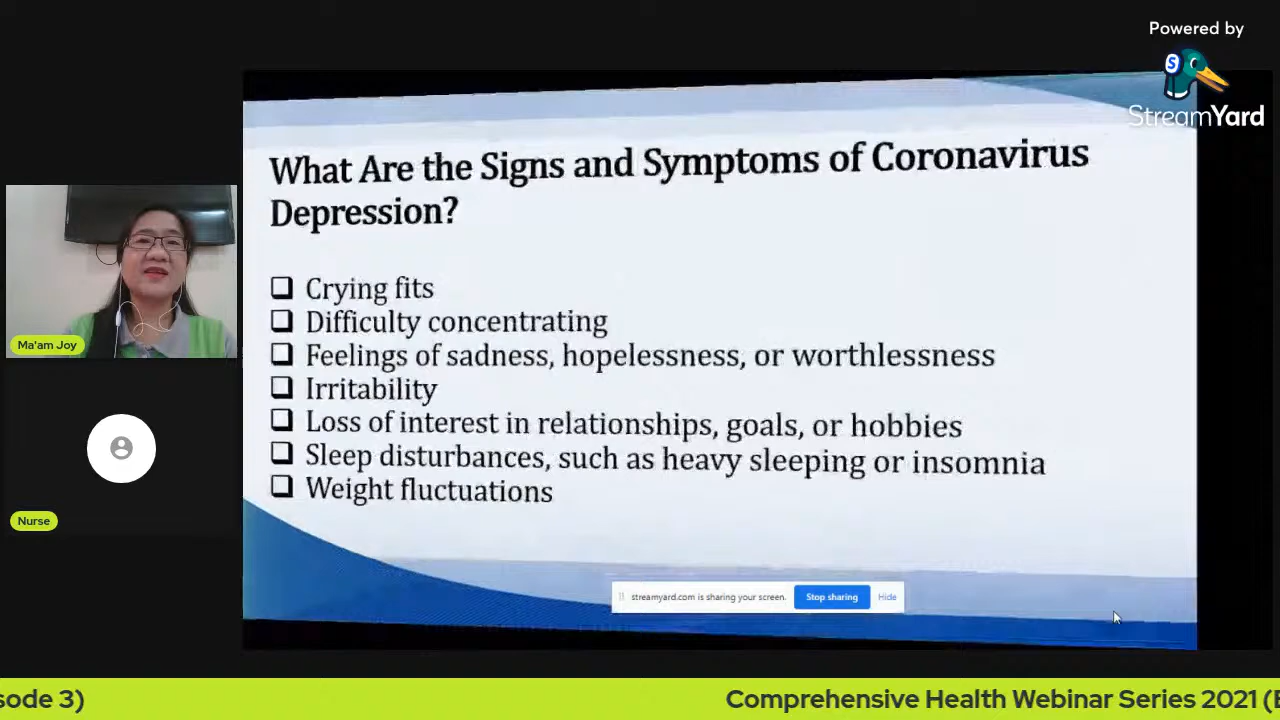 Powered by
S
StreamYard
What Are the Signs and Symptoms of Coronavirus
Depression?
❑ Crying fits
❑ Difficulty concentrating
❑ Feelings of sadness, hopelessness, or worthlessness
❑ Irritability
❑ Loss of interest in relationships, goals, or hobbies
❑ Sleep disturbances, such as heavy sleeping or insomnia
❑ Weight fluctuations
Ma'am Joy
Nurse
streamyard.com is sharing your screen.
Stop sharing
Hide
sode 3)
Comprehensive Health Webinar Series 2021 (E